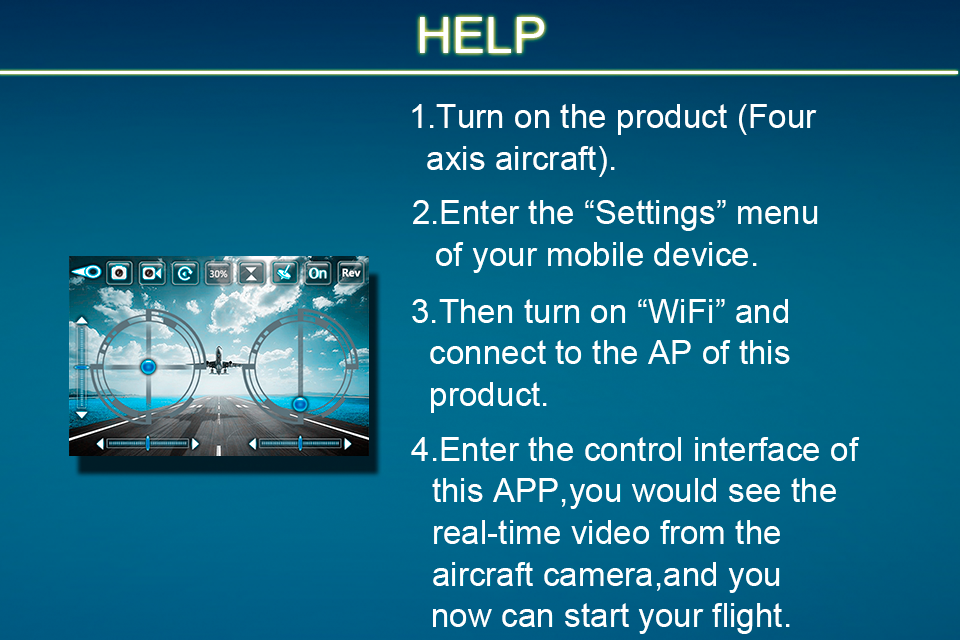 HELP
1.Turn on the product (Four
axis aircraft).
2.Enter the “Settings” menu
of your mobile device.
30%
On
Rev
3.Then turn on “WiFi” and
connect to the AP of this
product.
4.Enter the control interface of
this APP,you would see the
real-time video from the
aircraft camera,and you
now can start your flight.